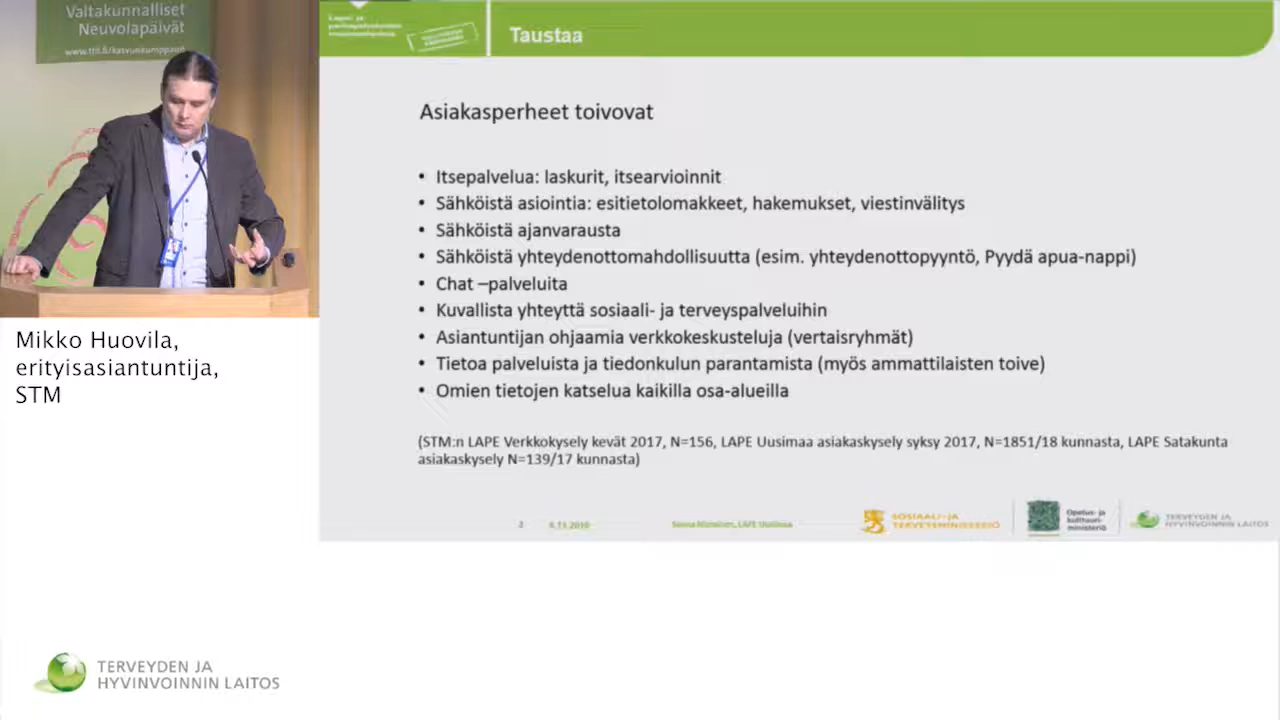 Valtakunnalliset
Neuvolapäivät
www.thl.fi/kasvunkumppanit
Mikko Huovila,
erityisasiantuntija,
STM
TERVEYDEN JA
HYVINVOINNIN LAITOS
Taustaa
Asiakasperheet toivovat
• Itsepalvelua: laskurit, itsearvioinnit
• Sähköistä asiointia: esitietolomakkeet, hakemukset, viestinvälitys
• Sähköistä ajanvarausta
• Sähköistä yhteydenottomahdollisuutta (esim. yhteydenottopyyntö, Pyydä apua-nappi)
• Chat –palveluita
• Kuvallista yhteyttä sosiaali- ja terveyspalveluihin
• Asiantuntijan ohjaamia verkkokeskusteluja (vertaisryhmät)
• Tietoa palveluista ja tiedonkulun parantamista (myös ammattilaisten toive)
• Omien tietojen katselua kaikilla osa-alueilla
(STM:n LAPE Verkkokysely kevät 2017, N=156, LAPE Uusimaa asiakaskysely syksy 2017, N=1851/18 kunnasta, LAPE Satakunta
asiakaskysely N=139/17 kunnasta)
2
LAPE Uusimaa
SOSIAALI- JA
TERVEYSMINISTERIÖ
Opetus- ja
kulttuuri-
ministeriö
TERVEYDEN JA
HYVINVOINNIN LAITOS